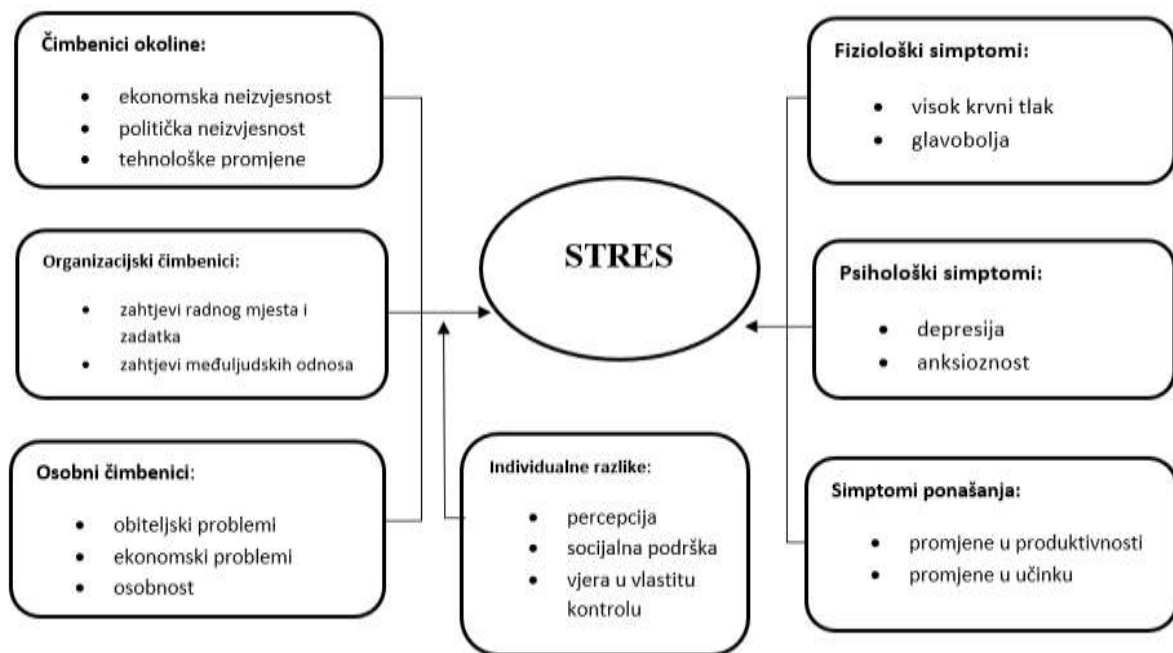 Čimbenici okoline:
• ekonomska neizvjesnost
• politička neizvjesnost
• tehnološke promjene
Organizacijski čimbenici:
• zahtjevi radnog mjesta i
zadatka
• zahtjevi međuljudskih odnosa
Osobni čimbenici:
• obiteljski problemi
• ekonomski problemi
• osobnost
STRES
Individualne razlike:
• percepcija
• socijalna podrška
• vjera u vlastitu
kontrolu
Fiziološki simptomi:
• visok krvni tlak
• glavobolja
Psihološki simptomi:
• depresija
• anksioznost
Simptomi ponašanja:
• promjene u produktivnosti
• promjene u učinku